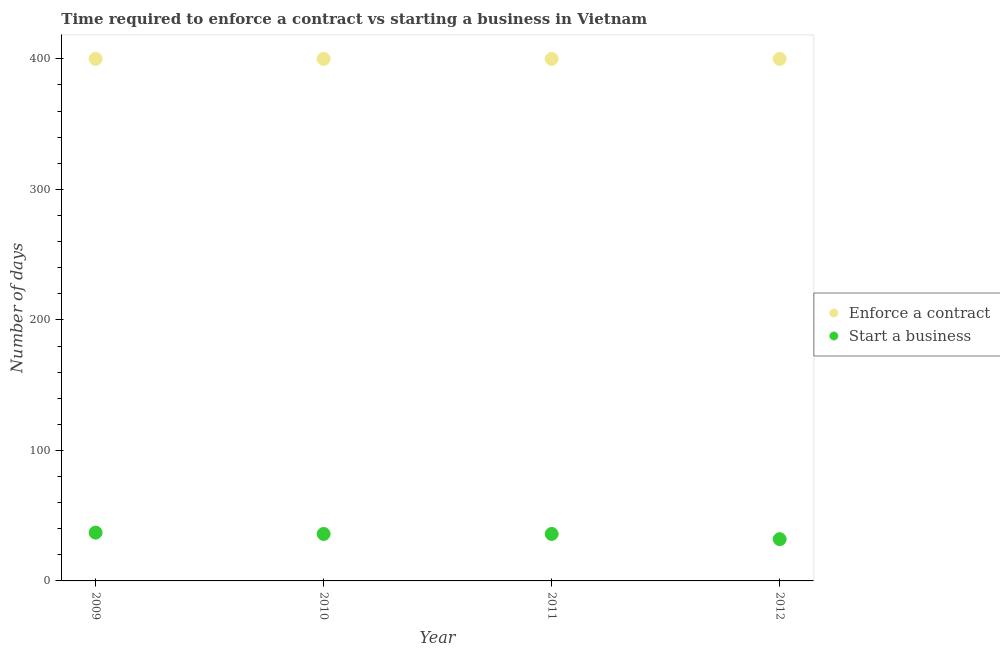 Time required to enforce a contract vs starting a business in Vietnam
Number of days
400
300
200
100
0
2009
2010
2011
2012
Year
Enforce a contract
Start a business